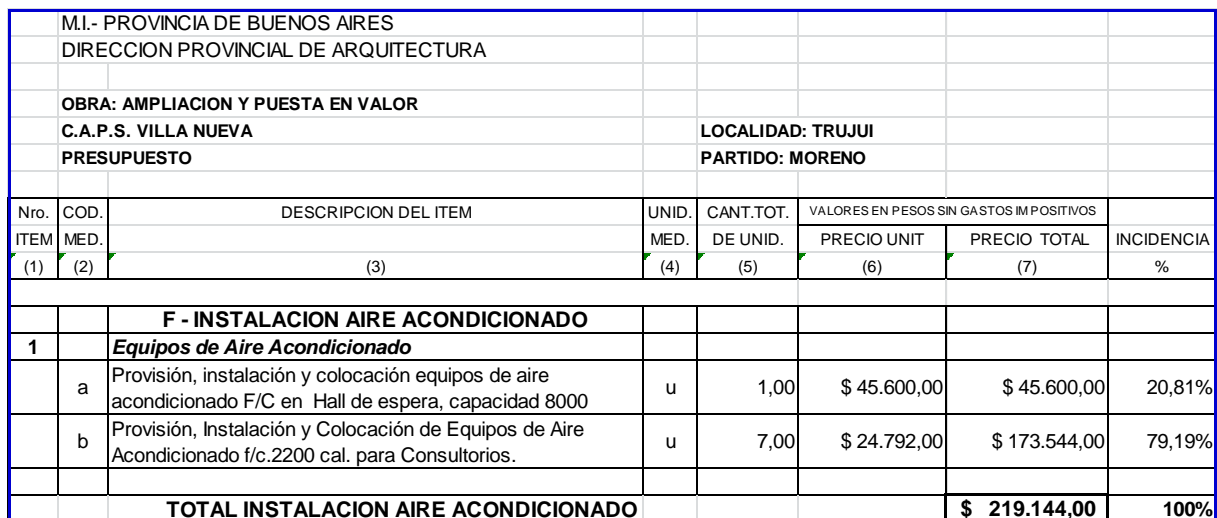 M.I.- PROVINCIA DE BUENOS AIRES
DIRECCION PROVINCIAL DE ARQUITECTURA
OBRA: AMPLIACION Y PUESTA EN VALOR
C.A.P.S. VILLA NUEVA LOCALIDAD: TRUJUI
PRESUPUESTO PARTIDO: MORENO
Nro. COD. DESCRIPCION DEL ITEM UNID. CANT.TOT. VALORES EN PESOS SIN GASTOS IMPOSITIVOS
ITEM MED. MED. DE UNID. PRECIO UNIT PRECIO TOTAL INCIDENCIA
(1) (2) (3) (4) (5) (6) (7) %
F - INSTALACION AIRE ACONDICIONADO
1 Equipos de Aire Acondicionado
a Provisión, instalación y colocación equipos de aire
acondicionado F/C en Hall de espera, capacidad 8000 u 1,00 $ 45.600,00 $ 45.600,00 20,81%
b Provisión, Instalación y Colocación de Equipos de Aire
Acondicionado f/c.2200 cal. para Consultorios. u 7,00 $ 24.792,00 $ 173.544,00 79,19%
TOTAL INSTALACION AIRE ACONDICIONADO $ 219.144,00 100%